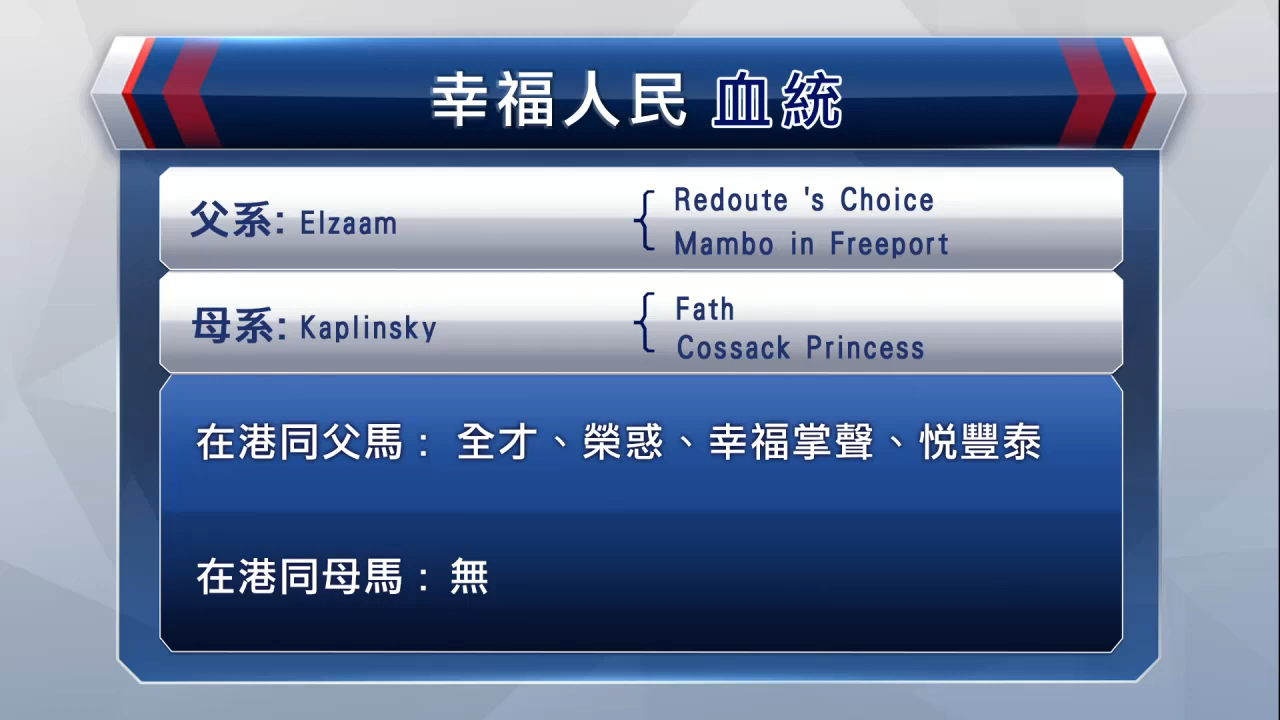 幸福人民 血統
父系: Elzaam
Redoute 's Choice
Mambo in Freeport
母系: Kaplinsky
Fath
Cossack Princess
在港同父馬： 全才、榮惑、幸福掌聲、悦豐泰
在港同母馬： 無